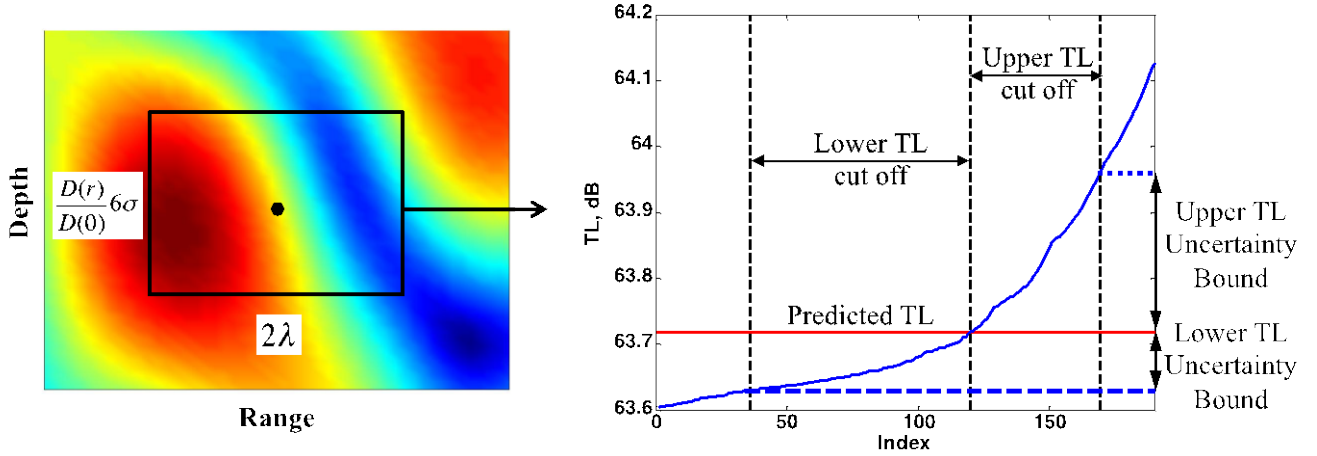 Depth
D(r)
D(0)
6σ
2λ
Range
TL, dB
64.2
64.1
64
63.9
63.8
63.7
63.6
0
50
100
150
Index
Upper TL
cut off
Lower TL
cut off
Predicted TL
Upper TL
Uncertainty
Bound
Lower TL
Uncertainty
Bound